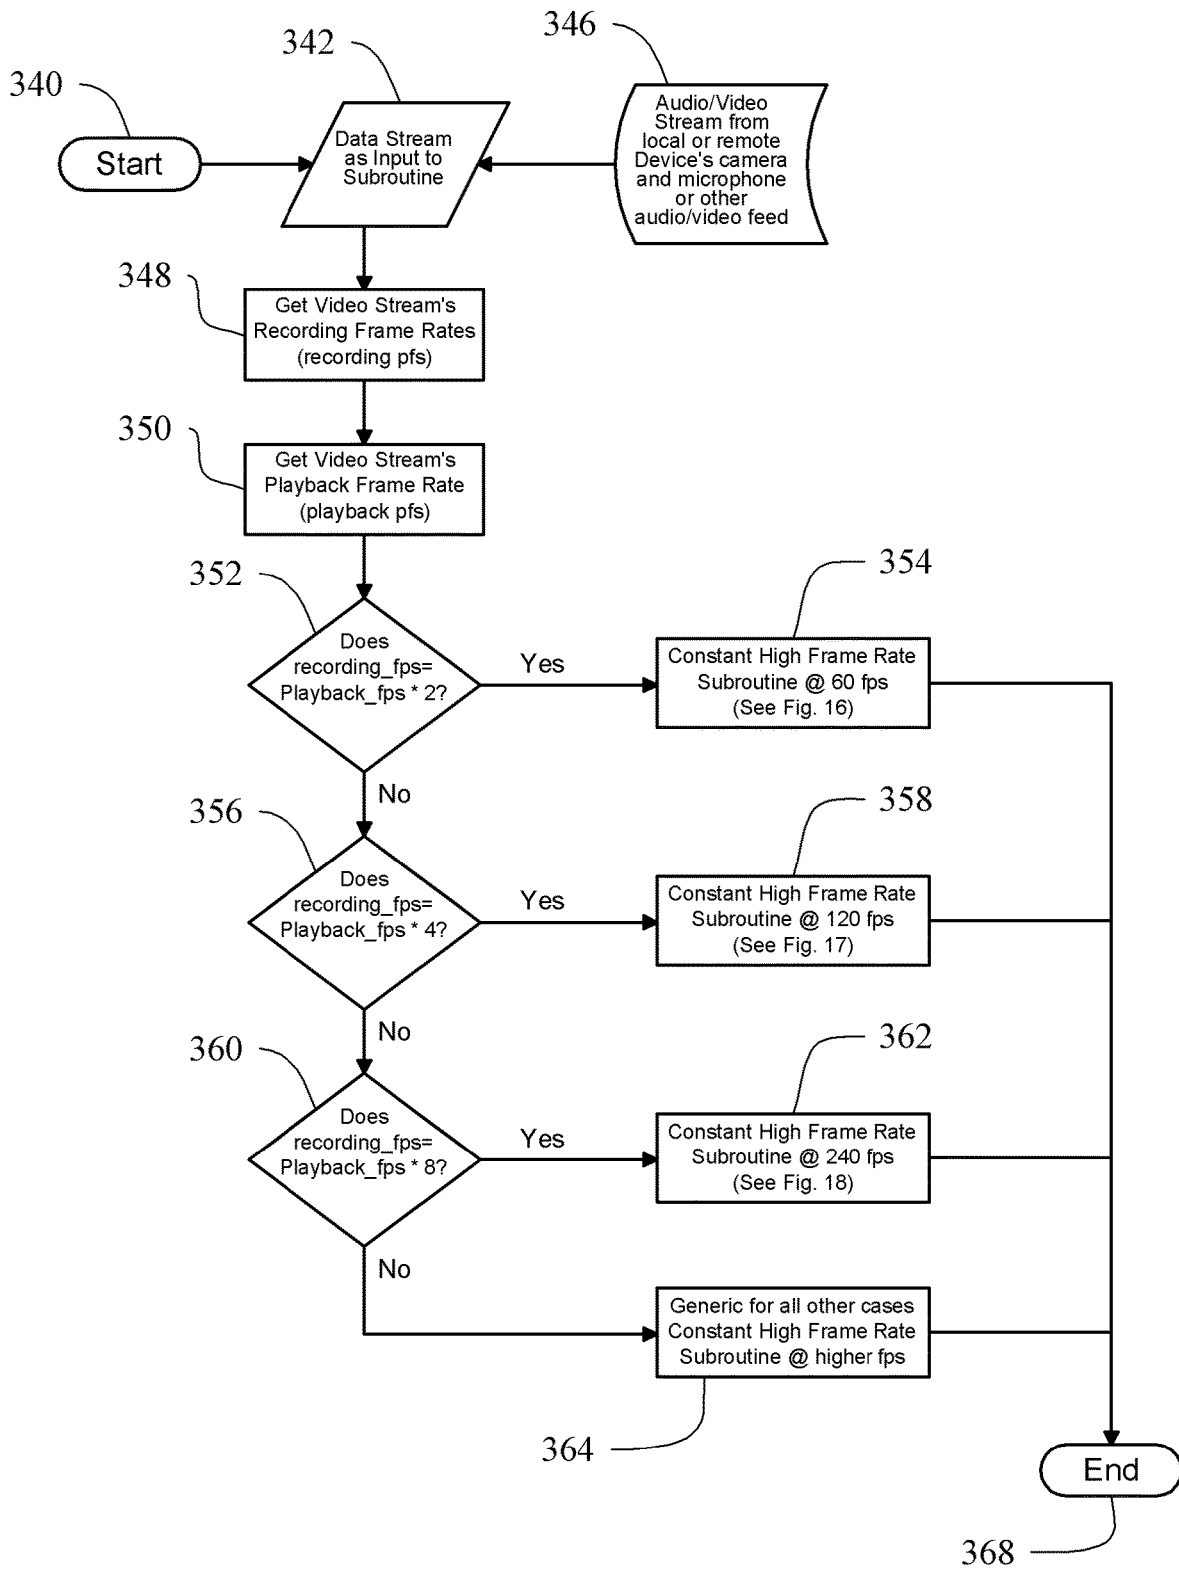 346
342
340
Start
Data Stream
as Input to
Subroutine
Audio/Video
Stream from
local or remote
Device's camera
and microphone
or other
audio/video feed
348
Get Video Stream's
Recording Frame Rates
(recording pfs)
350
Get Video Stream's
Playback Frame Rate
(playback pfs)
352
Does
recording_fps=
Playback_fps * 2?
Yes
No
354
Constant High Frame Rate
Subroutine @ 60 fps
(See Fig. 16)
356
Does
recording_fps=
Playback_fps * 4?
Yes
No
358
Constant High Frame Rate
Subroutine @ 120 fps
(See Fig. 17)
360
Does
recording_fps=
Playback_fps * 8?
Yes
No
362
Constant High Frame Rate
Subroutine @ 240 fps
(See Fig. 18)
Generic for all other cases
Constant High Frame Rate
Subroutine @ higher fps
364
End
368